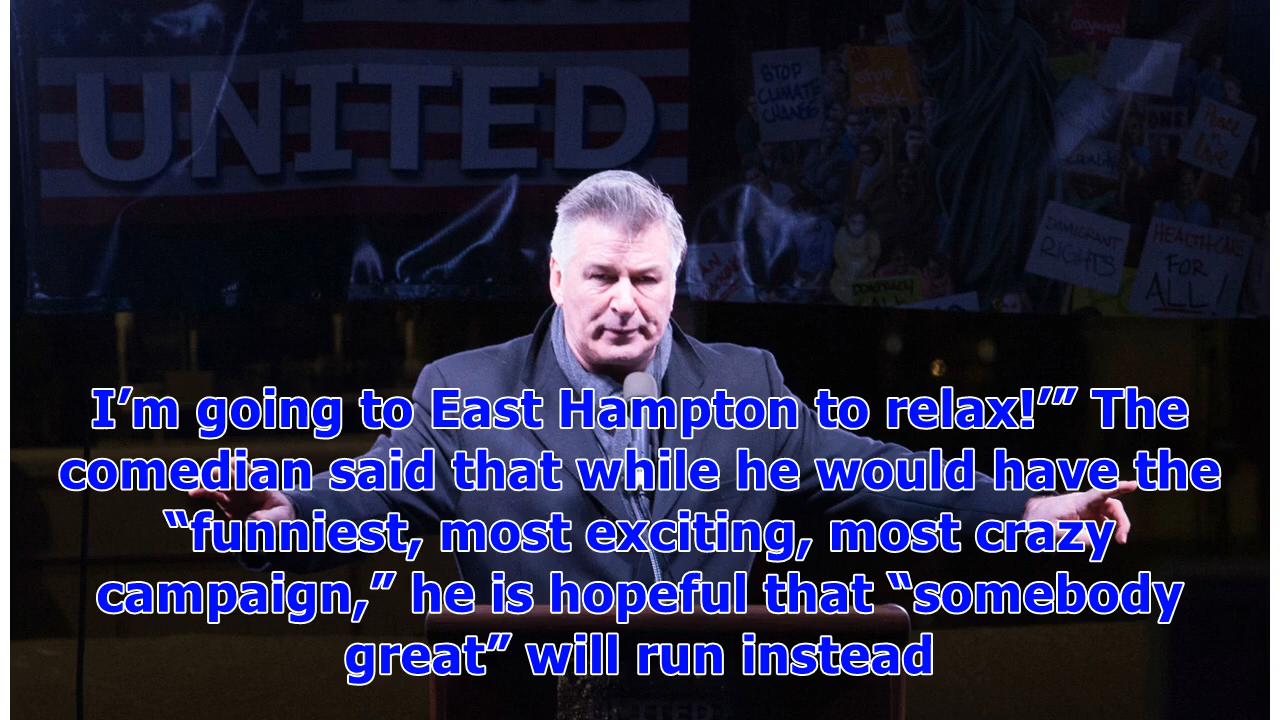 UNITED
STOP
CLIMATE
CHANGE
IMMIGRANT
RIGHTS
HEALTHCARE
FOR
ALL!
I’m going to East Hampton to relax!’” The
comedian said that while he would have the
“funniest, most exciting, most crazy
campaign,” he is hopeful that “somebody
great” will run instead
UNITED